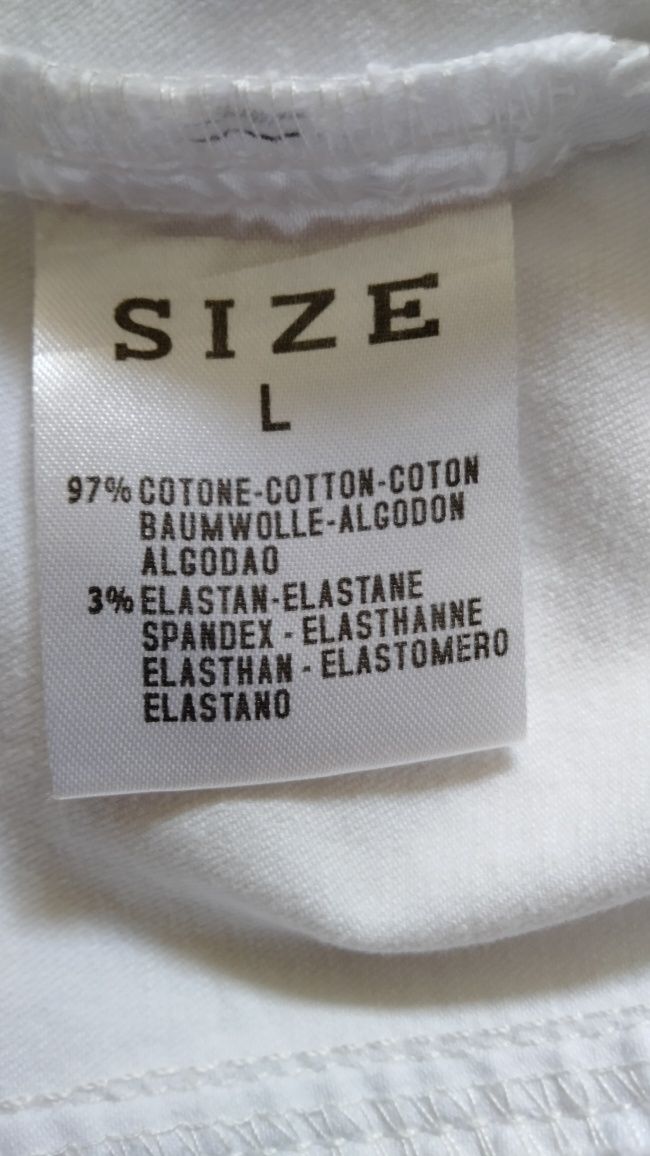 SIZE
L
97% COTONE-COTTON-COTON
BAUMWOLLE-ALGODON
ALGODAO
3% ELASTAN-ELASTANE
SPANDEX - ELASTHANNE
ELASTHAN - ELASTOMERO
ELASTANO